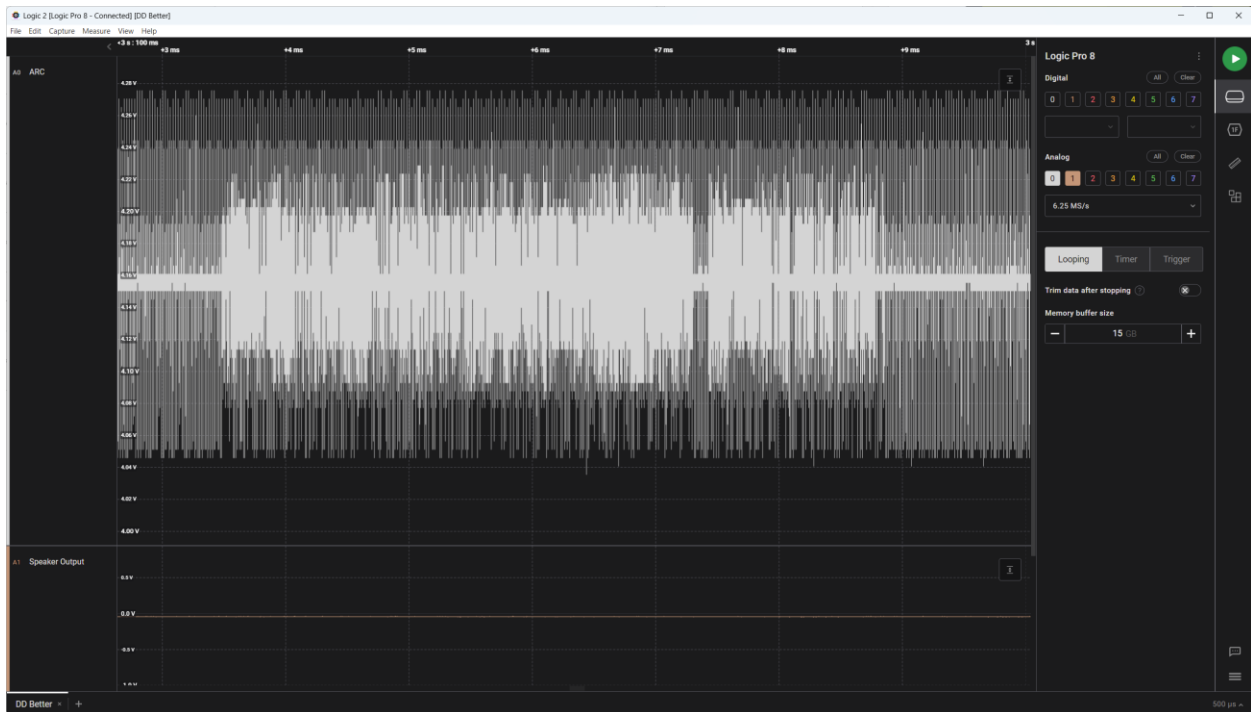 Logic 2 [Logic Pro 8 - Connected] [DD Better]
File Edit Capture Measure View Help
+3 s : 100 ms
+3 ms +4 ms +5 ms +6 ms +7 ms +8 ms +9 ms 3 s
A0 ARC
4.28 V
4.26 V
4.24 V
4.22 V
4.20 V
4.18 V
4.16 V
4.14 V
4.12 V
4.10 V
4.08 V
4.06 V
4.04 V
4.02 V
4.00 V
A1 Speaker Output
0.5 V
0.0 V
-0.5 V
-1.0 V
Logic Pro 8
Digital All Clear
0 1 2 3 4 5 6 7
Analog All Clear
0 1 2 3 4 5 6 7
6.25 MS/s
Looping Timer Trigger
Trim data after stopping ?
Memory buffer size
− 15 GB +
1F
DD Better × +
500 µs